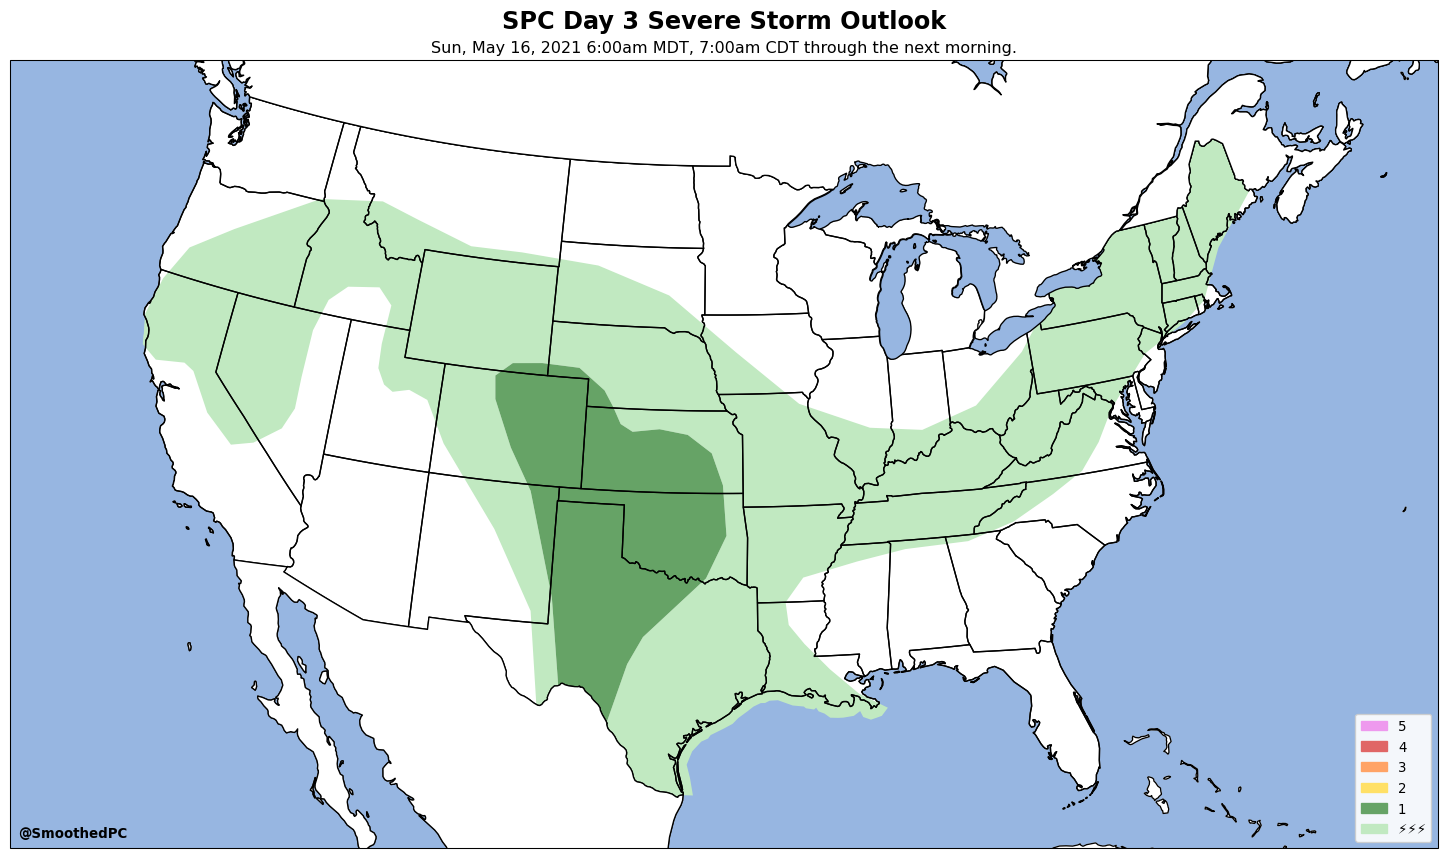 SPC Day 3 Severe Storm Outlook
Sun, May 16, 2021 6:00am MDT, 7:00am CDT through the next morning.
5
4
3
2
1
⚡⚡⚡
@SmoothedPC